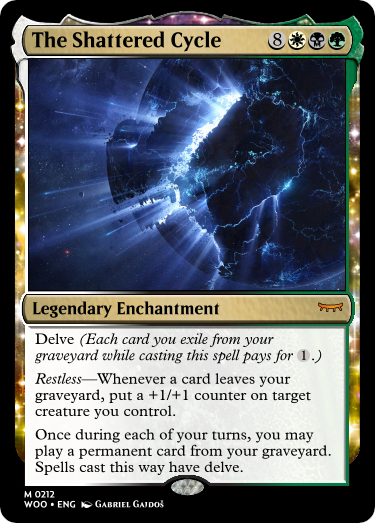 The Shattered Cycle 8
Legendary Enchantment
Delve (Each card you exile from your
graveyard while casting this spell pays for 1.)
Restless—Whenever a card leaves your
graveyard, put a +1/+1 counter on target
creature you control.
Once during each of your turns, you may
play a permanent card from your graveyard.
Spells cast this way have delve.
M 0212
WOO • ENG Gabriel Gajdoš